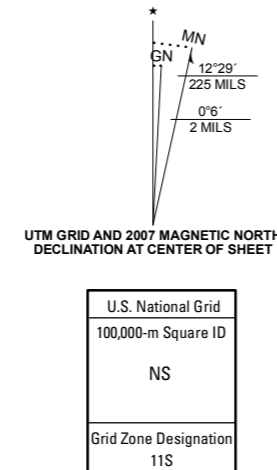 ★
MN
GN
12°29´
225 MILS
0°6´
2 MILS
UTM GRID AND 2007 MAGNETIC NORTH
DECLINATION AT CENTER OF SHEET
U.S. National Grid
100,000-m Square ID
NS
Grid Zone Designation
11S